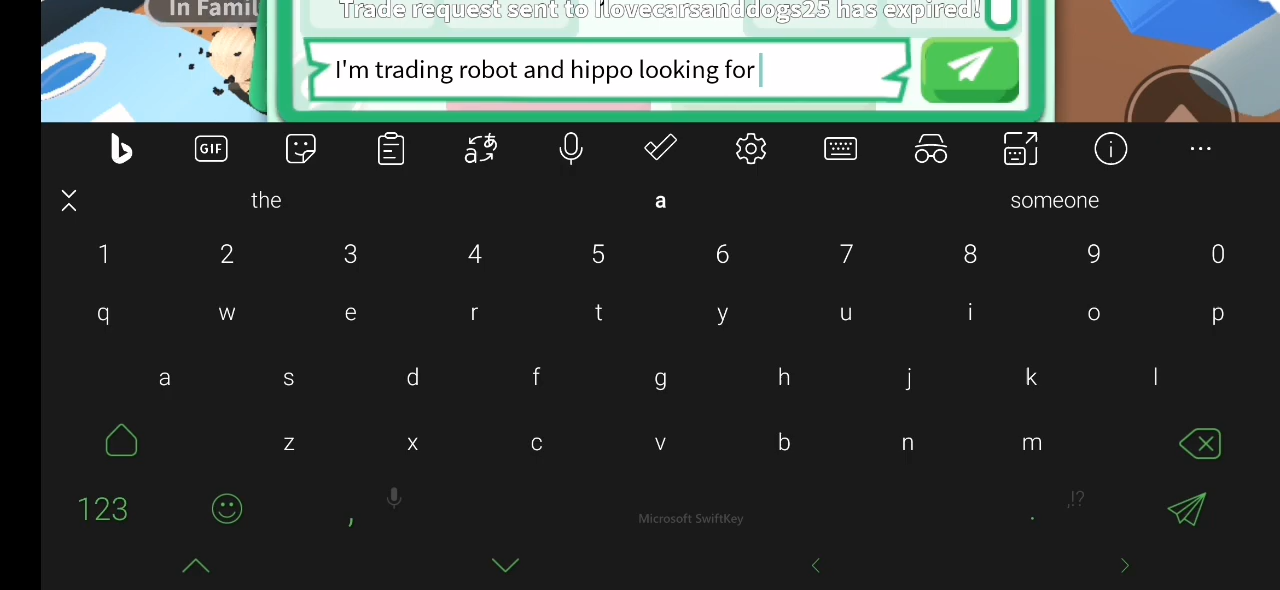 In Famil
Trade request sent to Ilovecarsanddogs25 has expired!
I'm trading robot and hippo looking for
GIF
the a someone
1 2 3 4 5 6 7 8 9 0
q w e r t y u i o p
a s d f g h j k l
z x c v b n m
123 , Microsoft SwiftKey . ,!?